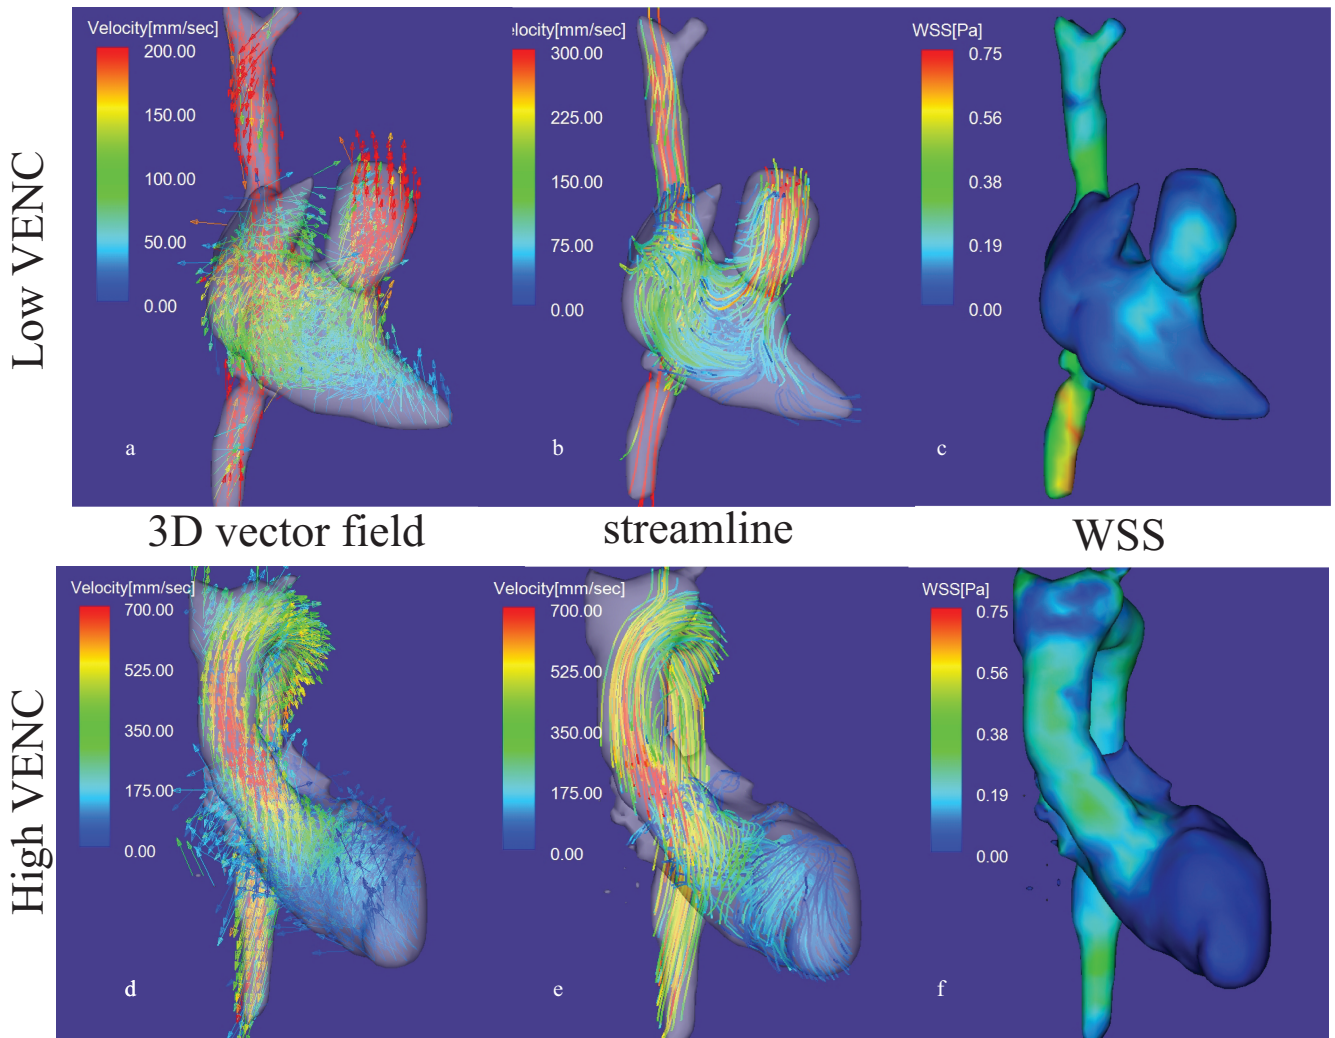 Low VENC
Velocity[mm/sec]
200.00
150.00
100.00
50.00
0.00
a
elocity[mm/sec]
300.00
225.00
150.00
75.00
0.00
b
WSS[Pa]
0.75
0.56
0.38
0.19
0.00
c
3D vector field
streamline
WSS
High VENC
Velocity[mm/sec]
700.00
525.00
350.00
175.00
0.00
d
Velocity[mm/sec]
700.00
525.00
350.00
175.00
0.00
e
WSS[Pa]
0.75
0.56
0.38
0.19
0.00
f